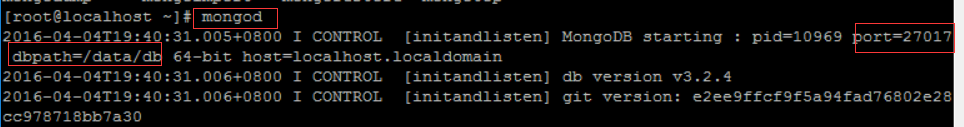 [root@localhost ~]# mongod
2016-04-04T19:40:31.005+0800 I CONTROL  [initandlisten] MongoDB starting : pid=10969 port=27017
 dbpath=/data/db 64-bit host=localhost.localdomain
2016-04-04T19:40:31.006+0800 I CONTROL  [initandlisten] db version v3.2.4
2016-04-04T19:40:31.006+0800 I CONTROL  [initandlisten] git version: e2ee9ffcf9f5a94fad76802e28
cc978718bb7a30